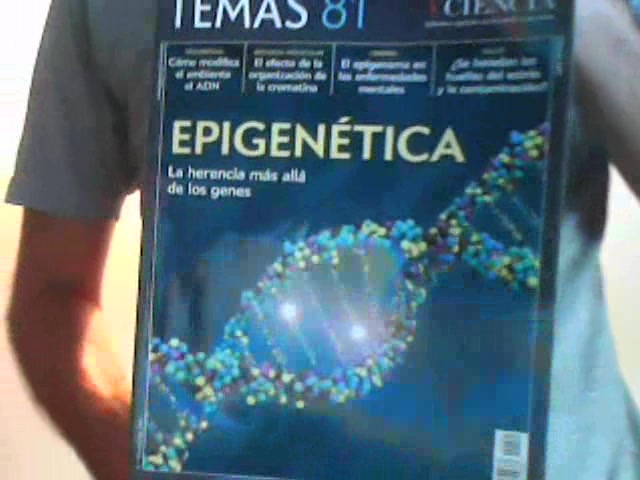 TEMAS 81
CIENCIA
Cómo modifica
el ambiente
el ADN
El efecto de la
organización de
la cromatina
El epigenoma en
las enfermedades
mentales
¿Se heredan las
huellas del estrés
y la contaminación?
EPIGENÉTICA
La herencia más allá
de los genes